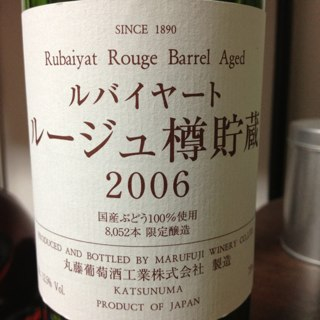 SINCE 1890
Rubaiyat Rouge Barrel Aged
ルバイヤート
ルージュ樽貯蔵
2006
国産ぶどう100%使用
8,052本 限定醸造
PRODUCED AND BOTTLED BY MARUFUJI WINERY CO.
丸藤葡萄酒工業株式会社 製造
KATSUNUMA
PRODUCT OF JAPAN
% Vol.